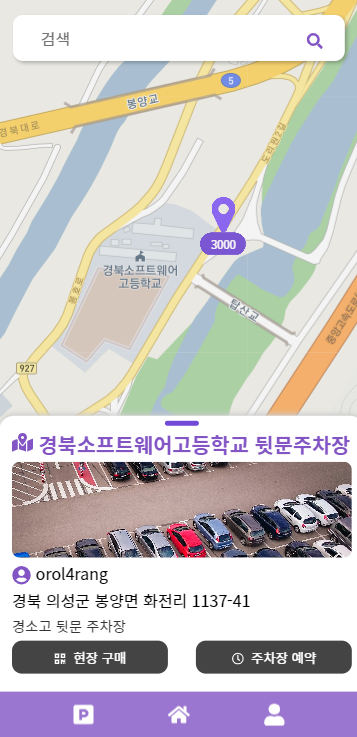 검색
5
봉양교
경북대로
도리원2길
3000
경북소프트웨어
고등학교
봉호로
탑산교
중앙고속도로
927
경북소프트웨어고등학교 뒷문주차장
orol4rang
경북 의성군 봉양면 화전리 1137-41
경소고 뒷문 주차장
현장 구매
주차장 예약
P